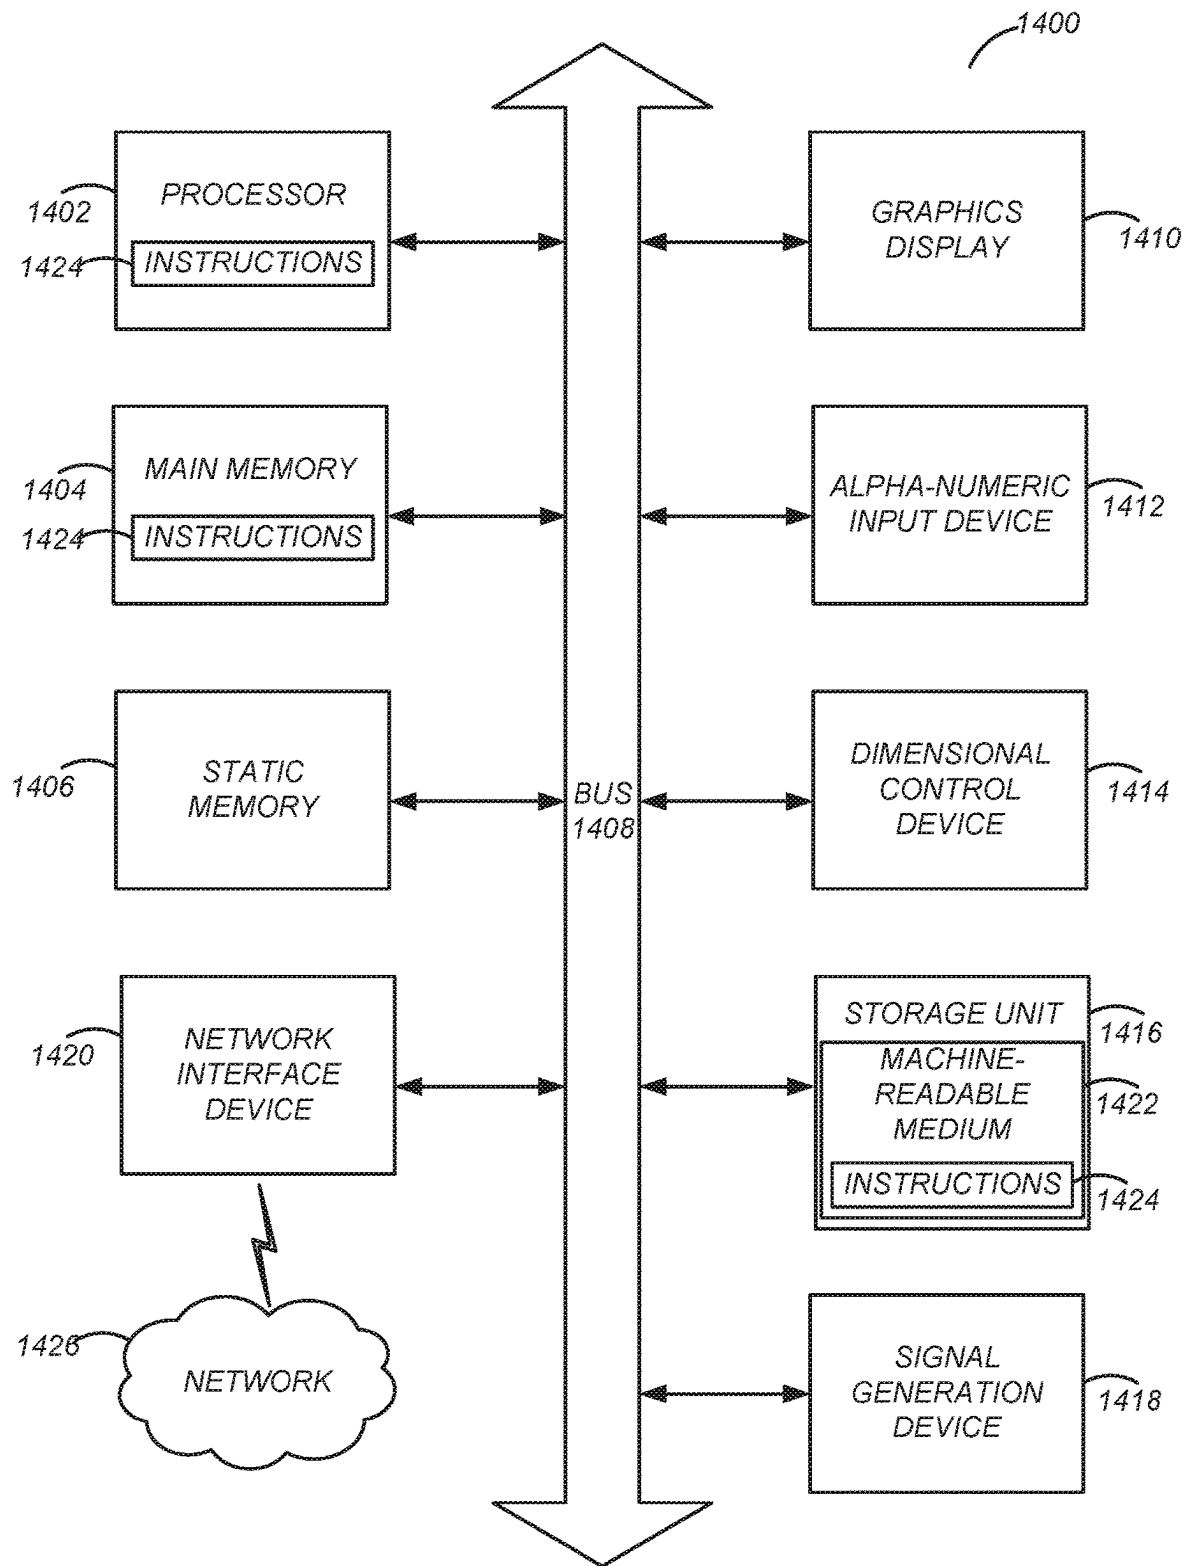 1400
PROCESSOR
1402
1424
INSTRUCTIONS
GRAPHICS
DISPLAY
1410
MAIN MEMORY
1404
1424
INSTRUCTIONS
ALPHA-NUMERIC
INPUT DEVICE
1412
STATIC
MEMORY
1406
BUS
1408
DIMENSIONAL
CONTROL
DEVICE
1414
NETWORK
INTERFACE
DEVICE
1420
STORAGE UNIT
1416
MACHINE-
READABLE
MEDIUM
1422
INSTRUCTIONS
1424
1426
NETWORK
SIGNAL
GENERATION
DEVICE
1418